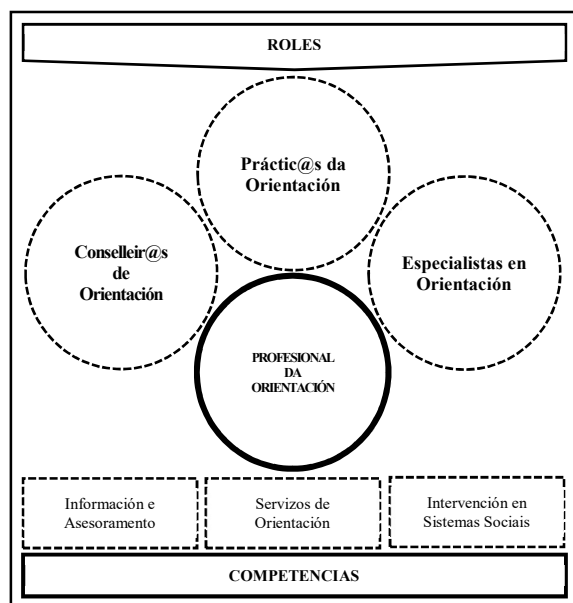 ROLES
Práctic@s da
Orientación
Conselleir@s
de
Orientación
Especialistas en
Orientación
PROFESIONAL
DA
ORIENTACIÓN
Información e
Asesoramento
Servizos de
Orientación
Intervención en
Sistemas Sociais
COMPETENCIAS